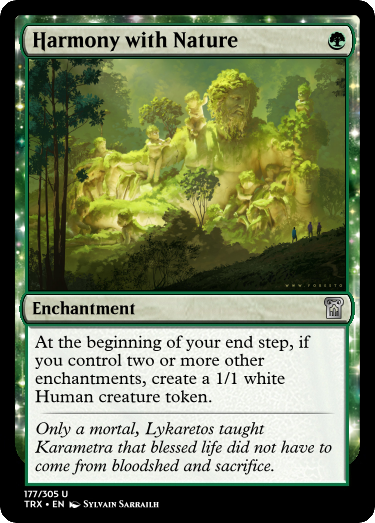 Harmony with Nature
Enchantment
At the beginning of your end step, if
you control two or more other
enchantments, create a 1/1 white
Human creature token.
Only a mortal, Lykaretos taught
Karametra that blessed life did not have to
come from bloodshed and sacrifice.
177/305 U
TRX • EN Sylvain Sarrailh